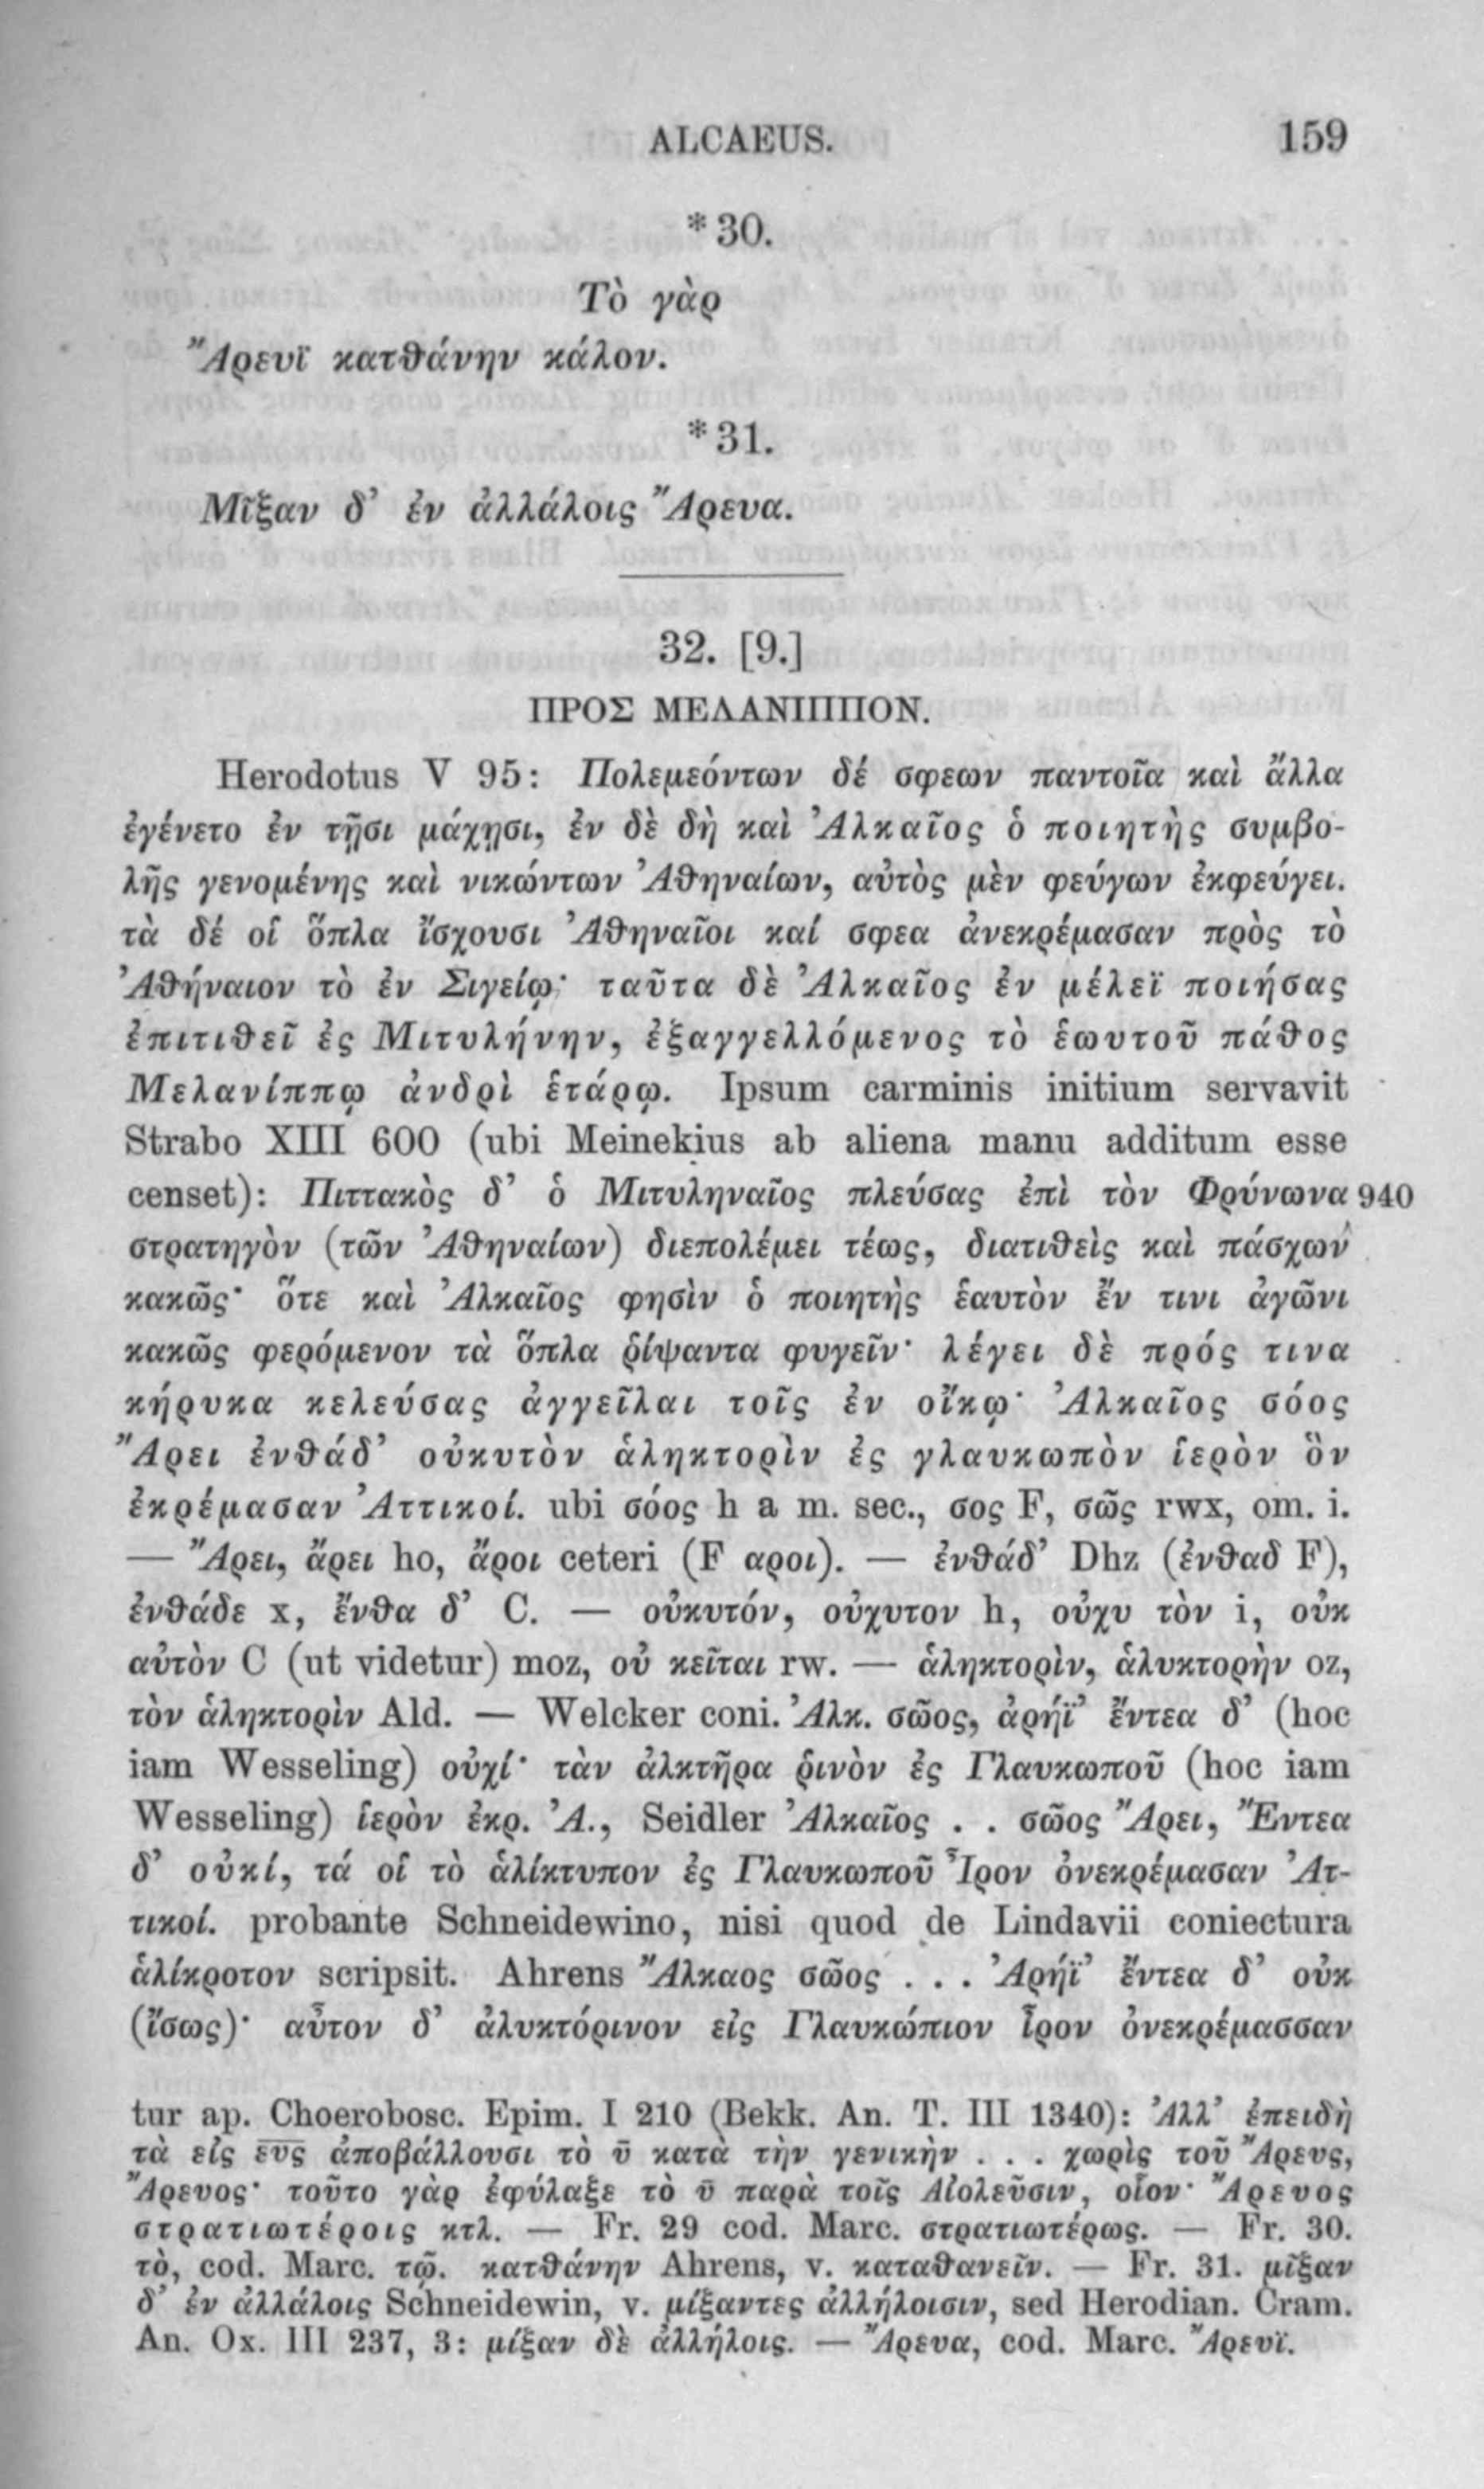 ALCAEUS. 159
*30.
Τὸ γὰρ
Ἄρευϊ κατθάνην κάλον.
*31.
Μῖξαν δ’ ἐν ἀλλάλοις Ἄρευα.
32. [9.]
ΠΡΟΣ ΜΕΛΑΝΙΠΠΟΝ.
Herodotus V 95: Πολεμεόντων δέ σφεων παντοῖα καὶ ἄλλα
ἐγένετο ἐν τῇσι μάχῃσι, ἐν δὲ δὴ καὶ Ἀλκαῖος ὁ ποιητὴς συμβο-
λῆς γενομένης καὶ νικώντων Ἀθηναίων, αὐτὸς μὲν φεύγων ἐκφεύγει.
τὰ δέ οἱ ὅπλα ἴσχουσι Ἀθηναῖοι καί σφεα ἀνεκρέμασαν πρὸς τὸ
Ἀθήναιον τὸ ἐν Σιγείῳ· ταῦτα δὲ Ἀλκαῖος ἐν μέλεϊ ποιήσας
ἐπιτιθεῖ ἐς Μιτυλήνην, ἐξαγγελλόμενος τὸ ἑωυτοῦ πάθος
Μελανίππῳ ἀνδρὶ ἑτάρῳ. Ipsum carminis initium servavit
Strabo XIII 600 (ubi Meinekius ab aliena manu additum esse
censet): Πιττακὸς δ’ ὁ Μιτυληναῖος πλεύσας ἐπὶ τὸν Φρύνωνα 940
στρατηγὸν (τῶν Ἀθηναίων) διεπολέμει τέως, διατιθεὶς καὶ πάσχων
κακῶς· ὅτε καὶ Ἀλκαῖος φησὶν ὁ ποιητὴς ἑαυτὸν ἔν τινι ἀγῶνι
κακῶς φερόμενον τὰ ὅπλα ῥίψαντα φυγεῖν· λέγει δὲ πρός τινα
κήρυκα κελεύσας ἀγγεῖλαι τοῖς ἐν οἴκῳ· Ἀλκαῖος σόος
Ἄρει ἐνθάδ’ οὐκυτὸν ἁληκτορὶν ἐς γλαυκωπὸν ἱερὸν ὃν
ἐκρέμασαν Ἀττικοί. ubi σόος h a m. sec., σος F, σῶς rwx, om. i.
— Ἄρει, ἄρει ho, ἄροι ceteri (F αροι). — ἐνθάδ’ Dhz (ἐνθαδ F),
ἐνθάδε x, ἔνθα δ’ C. — οὐκυτόν, οὐχυτον h, οὐχυ τὸν i, οὐκ
αὐτὸν C (ut videtur) moz, οὐ κεῖται rw. — ἁληκτορὶν, ἁλυκτορὴν oz,
τὸν ἁληκτορὶν Ald. — Welcker coni. Ἀλκ. σῶος, ἀρήϊ’ ἔντεα δ’ (hoc
iam Wesseling) οὐχί· τὰν ἀλκτῆρα ῥινὸν ἐς Γλαυκωποῦ (hoc iam
Wesseling) ἱερὸν ἐκρ. Ἀ., Seidler Ἀλκαῖος . . σῶος Ἄρει, Ἔντεα
δ’ οὐκί, τά οἱ τὸ ἁλίκτυπον ἐς Γλαυκωποῦ Ἶρον ὀνεκρέμασαν Ἀτ-
τικοί. probante Schneidewino, nisi quod de Lindavii coniectura
ἁλίκροτον scripsit. Ahrens Ἄλκαος σῶος . . . Ἀρήϊ’ ἔντεα δ’ οὐκ
(ἴσως)· αὖτον δ’ ἀλυκτόρινον εἰς Γλαυκώπιον ἶρον ὀνεκρέμασσαν
tur ap. Choerobosc. Epim. I 210 (Bekk. An. T. III 1340): Ἀλλ’ ἐπειδὴ
τὰ εἰς ευς ἀποβάλλουσι τὸ ῡ κατὰ τὴν γενικὴν . . . χωρὶς τοῦ Ἄρευς,
Ἄρευος· τοῦτο γὰρ ἐφύλαξε τὸ ῡ παρὰ τοῖς Αἰολεῦσιν, οἷον· Ἄρευος
στρατιωτέροις κτλ. — Fr. 29 cod. Marc. στρατιωτέρως. — Fr. 30.
τὸ, cod. Marc. τῷ. κατθάνην Ahrens, v. καταθανεῖν. — Fr. 31. μῖξαν
δ’ ἐν ἀλλάλοις Schneidewin, v. μίξαντες ἀλλήλοισιν, sed Herodian. Cram.
An. Ox. III 237, 3: μίξαν δὲ ἀλλήλοις. — Ἄρευα, cod. Marc. Ἄρευϊ.